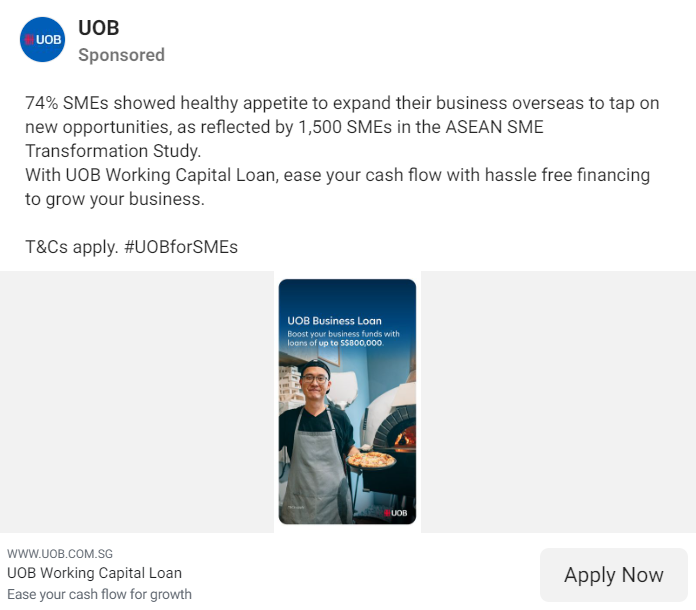 UOB
UOB
Sponsored
74% SMEs showed healthy appetite to expand their business overseas to tap on
new opportunities, as reflected by 1,500 SMEs in the ASEAN SME
Transformation Study.
With UOB Working Capital Loan, ease your cash flow with hassle free financing
to grow your business.
T&Cs apply. #UOBforSMEs
UOB Business Loan
Boost your business funds with
loans of up to S$800,000.
UOB
WWW.UOB.COM.SG
UOB Working Capital Loan
Ease your cash flow for growth
Apply Now